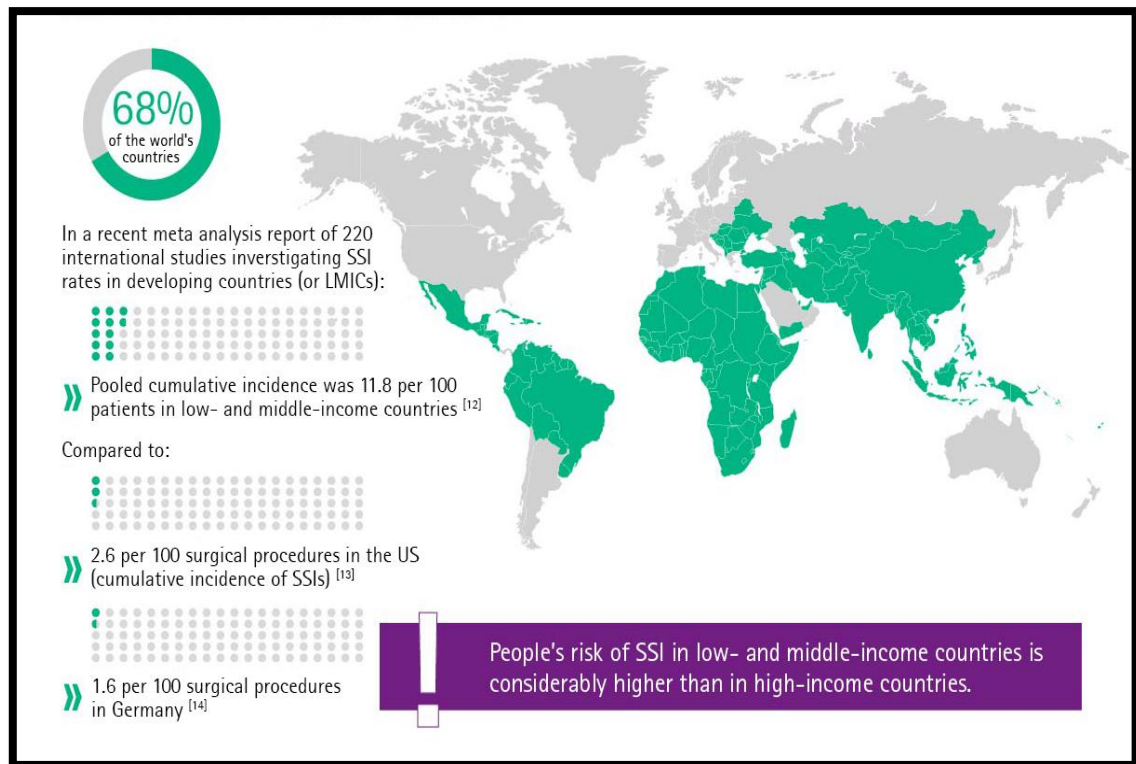 68%
of the world's
countries
In a recent meta analysis report of 220
international studies inverstigating SSI
rates in developing countries (or LMICs):
Pooled cumulative incidence was 11.8 per 100
patients in low- and middle-income countries [12]
Compared to:
2.6 per 100 surgical procedures in the US
(cumulative incidence of SSIs) [13]
1.6 per 100 surgical procedures
in Germany [14]
People's risk of SSI in low- and middle-income countries is
considerably higher than in high-income countries.